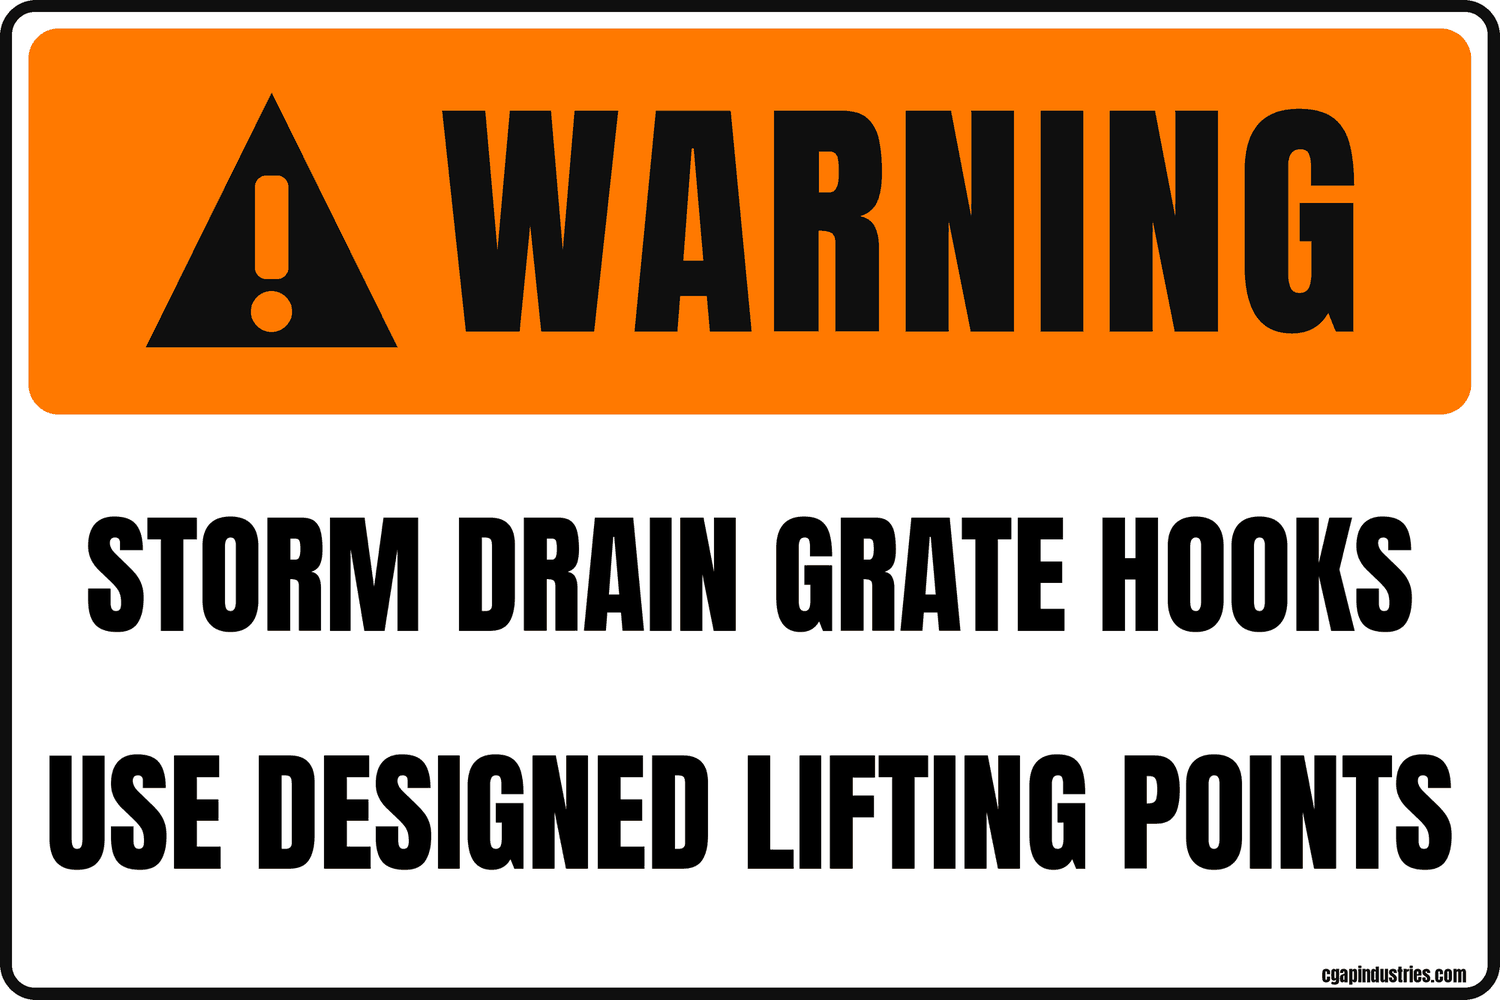 WARNING
STORM DRAIN GRATE HOOKS
USE DESIGNED LIFTING POINTS
cgapindustries.com